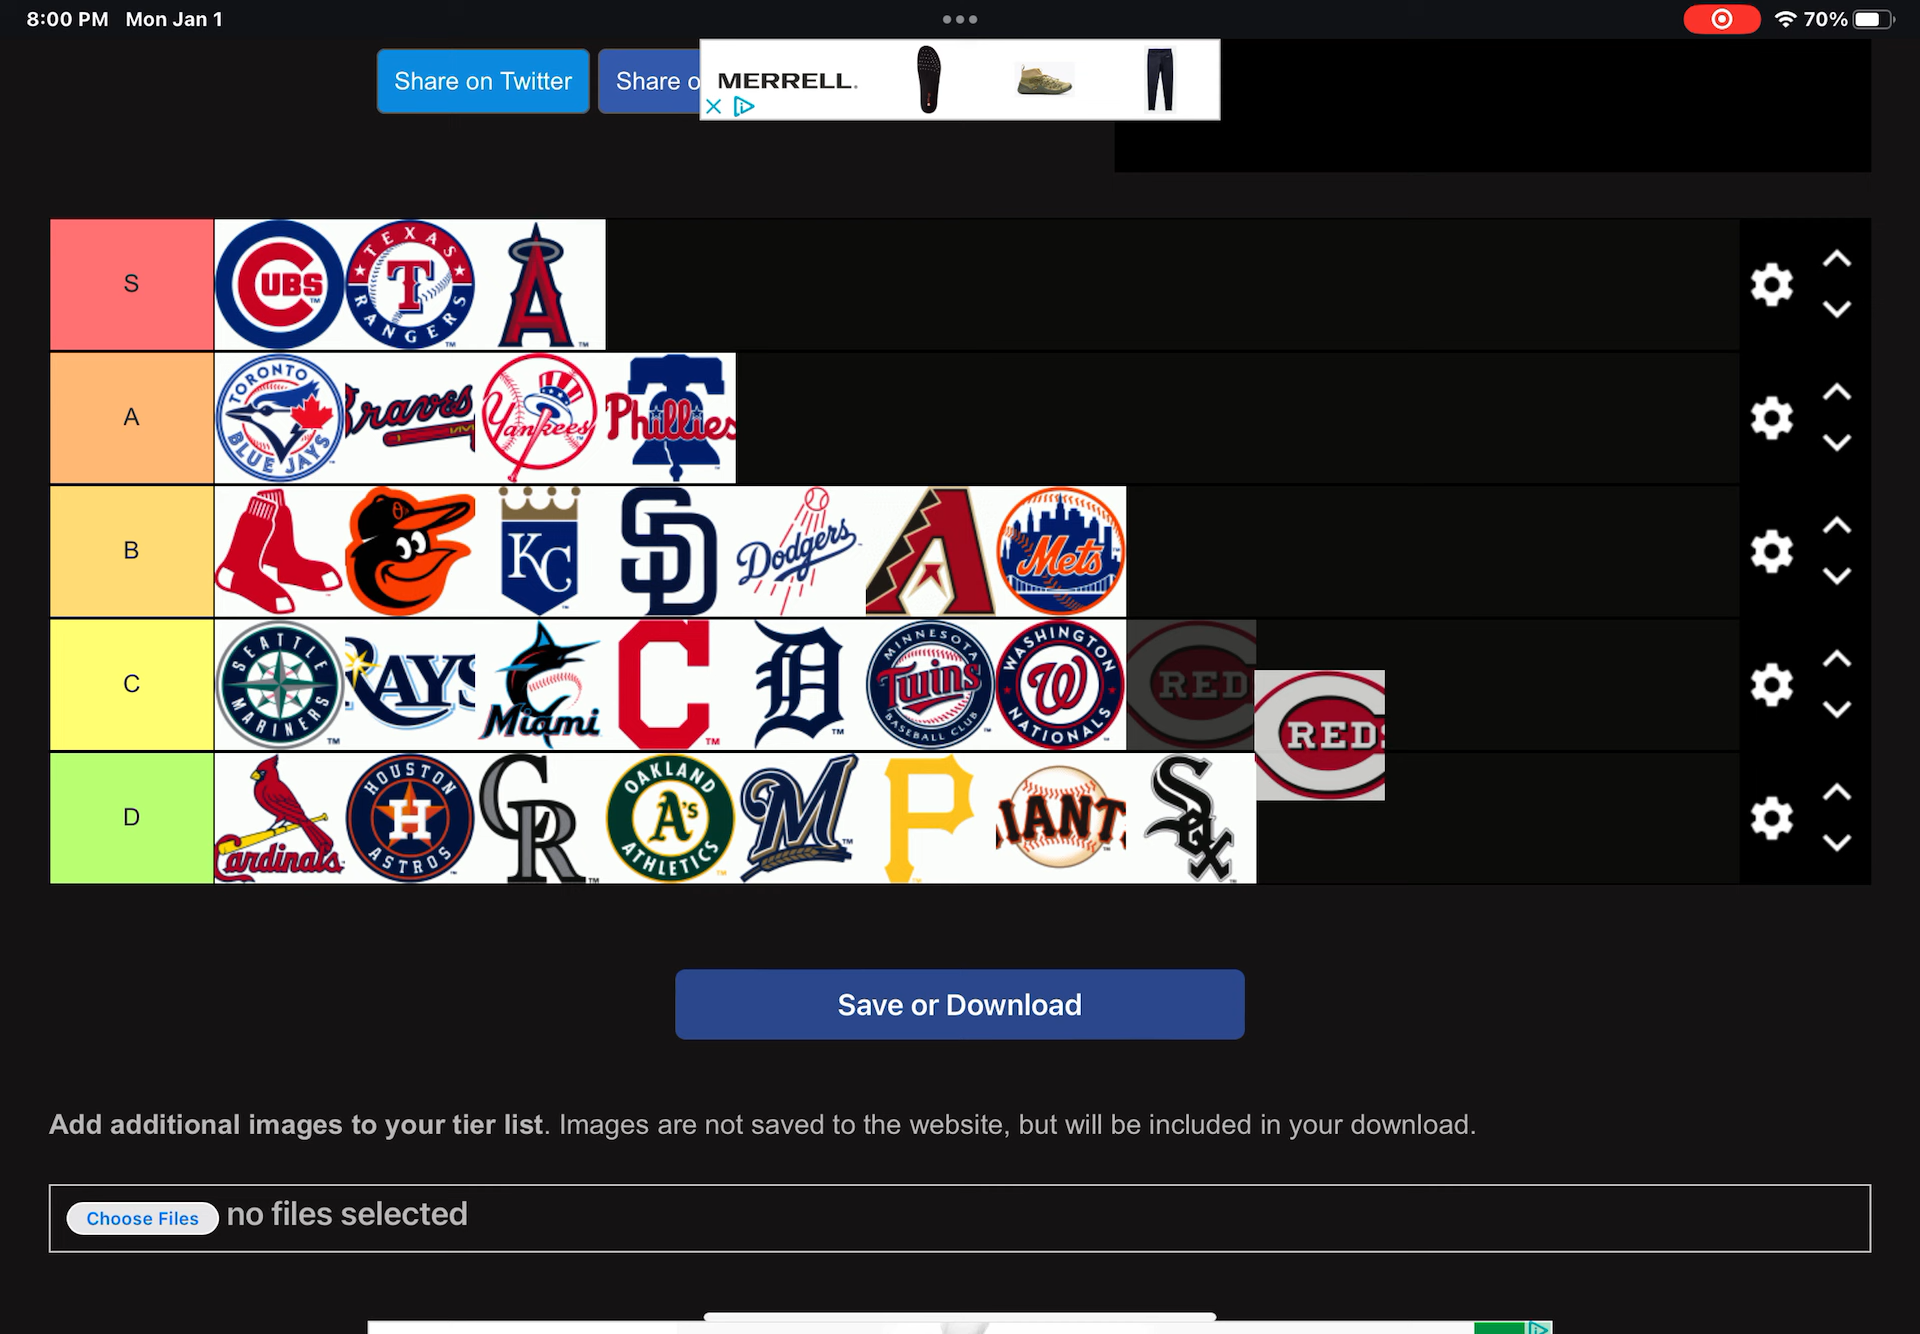 8:00 PM Mon Jan 1
70%
Share on Twitter
Share o
MERRELL.
S
CUBS
TEXAS
T
RANGERS
A
A
TORONTO
BLUE JAYS
Braves
Yankees
Phillies
B
KC
SD
Dodgers
A
Mets
C
SEATTLE
MARINERS
RAYS
Miami
C
D
MINNESOTA
Twins
BASEBALL CLUB
WASHINGTON
W
NATIONALS
RED
REDS
D
Cardinals
HOUSTON
H
ASTROS
CR
OAKLAND
A's
ATHLETICS
M
P
IANT
Sox
Save or Download
Add additional images to your tier list. Images are not saved to the website, but will be included in your download.
Choose Files no files selected